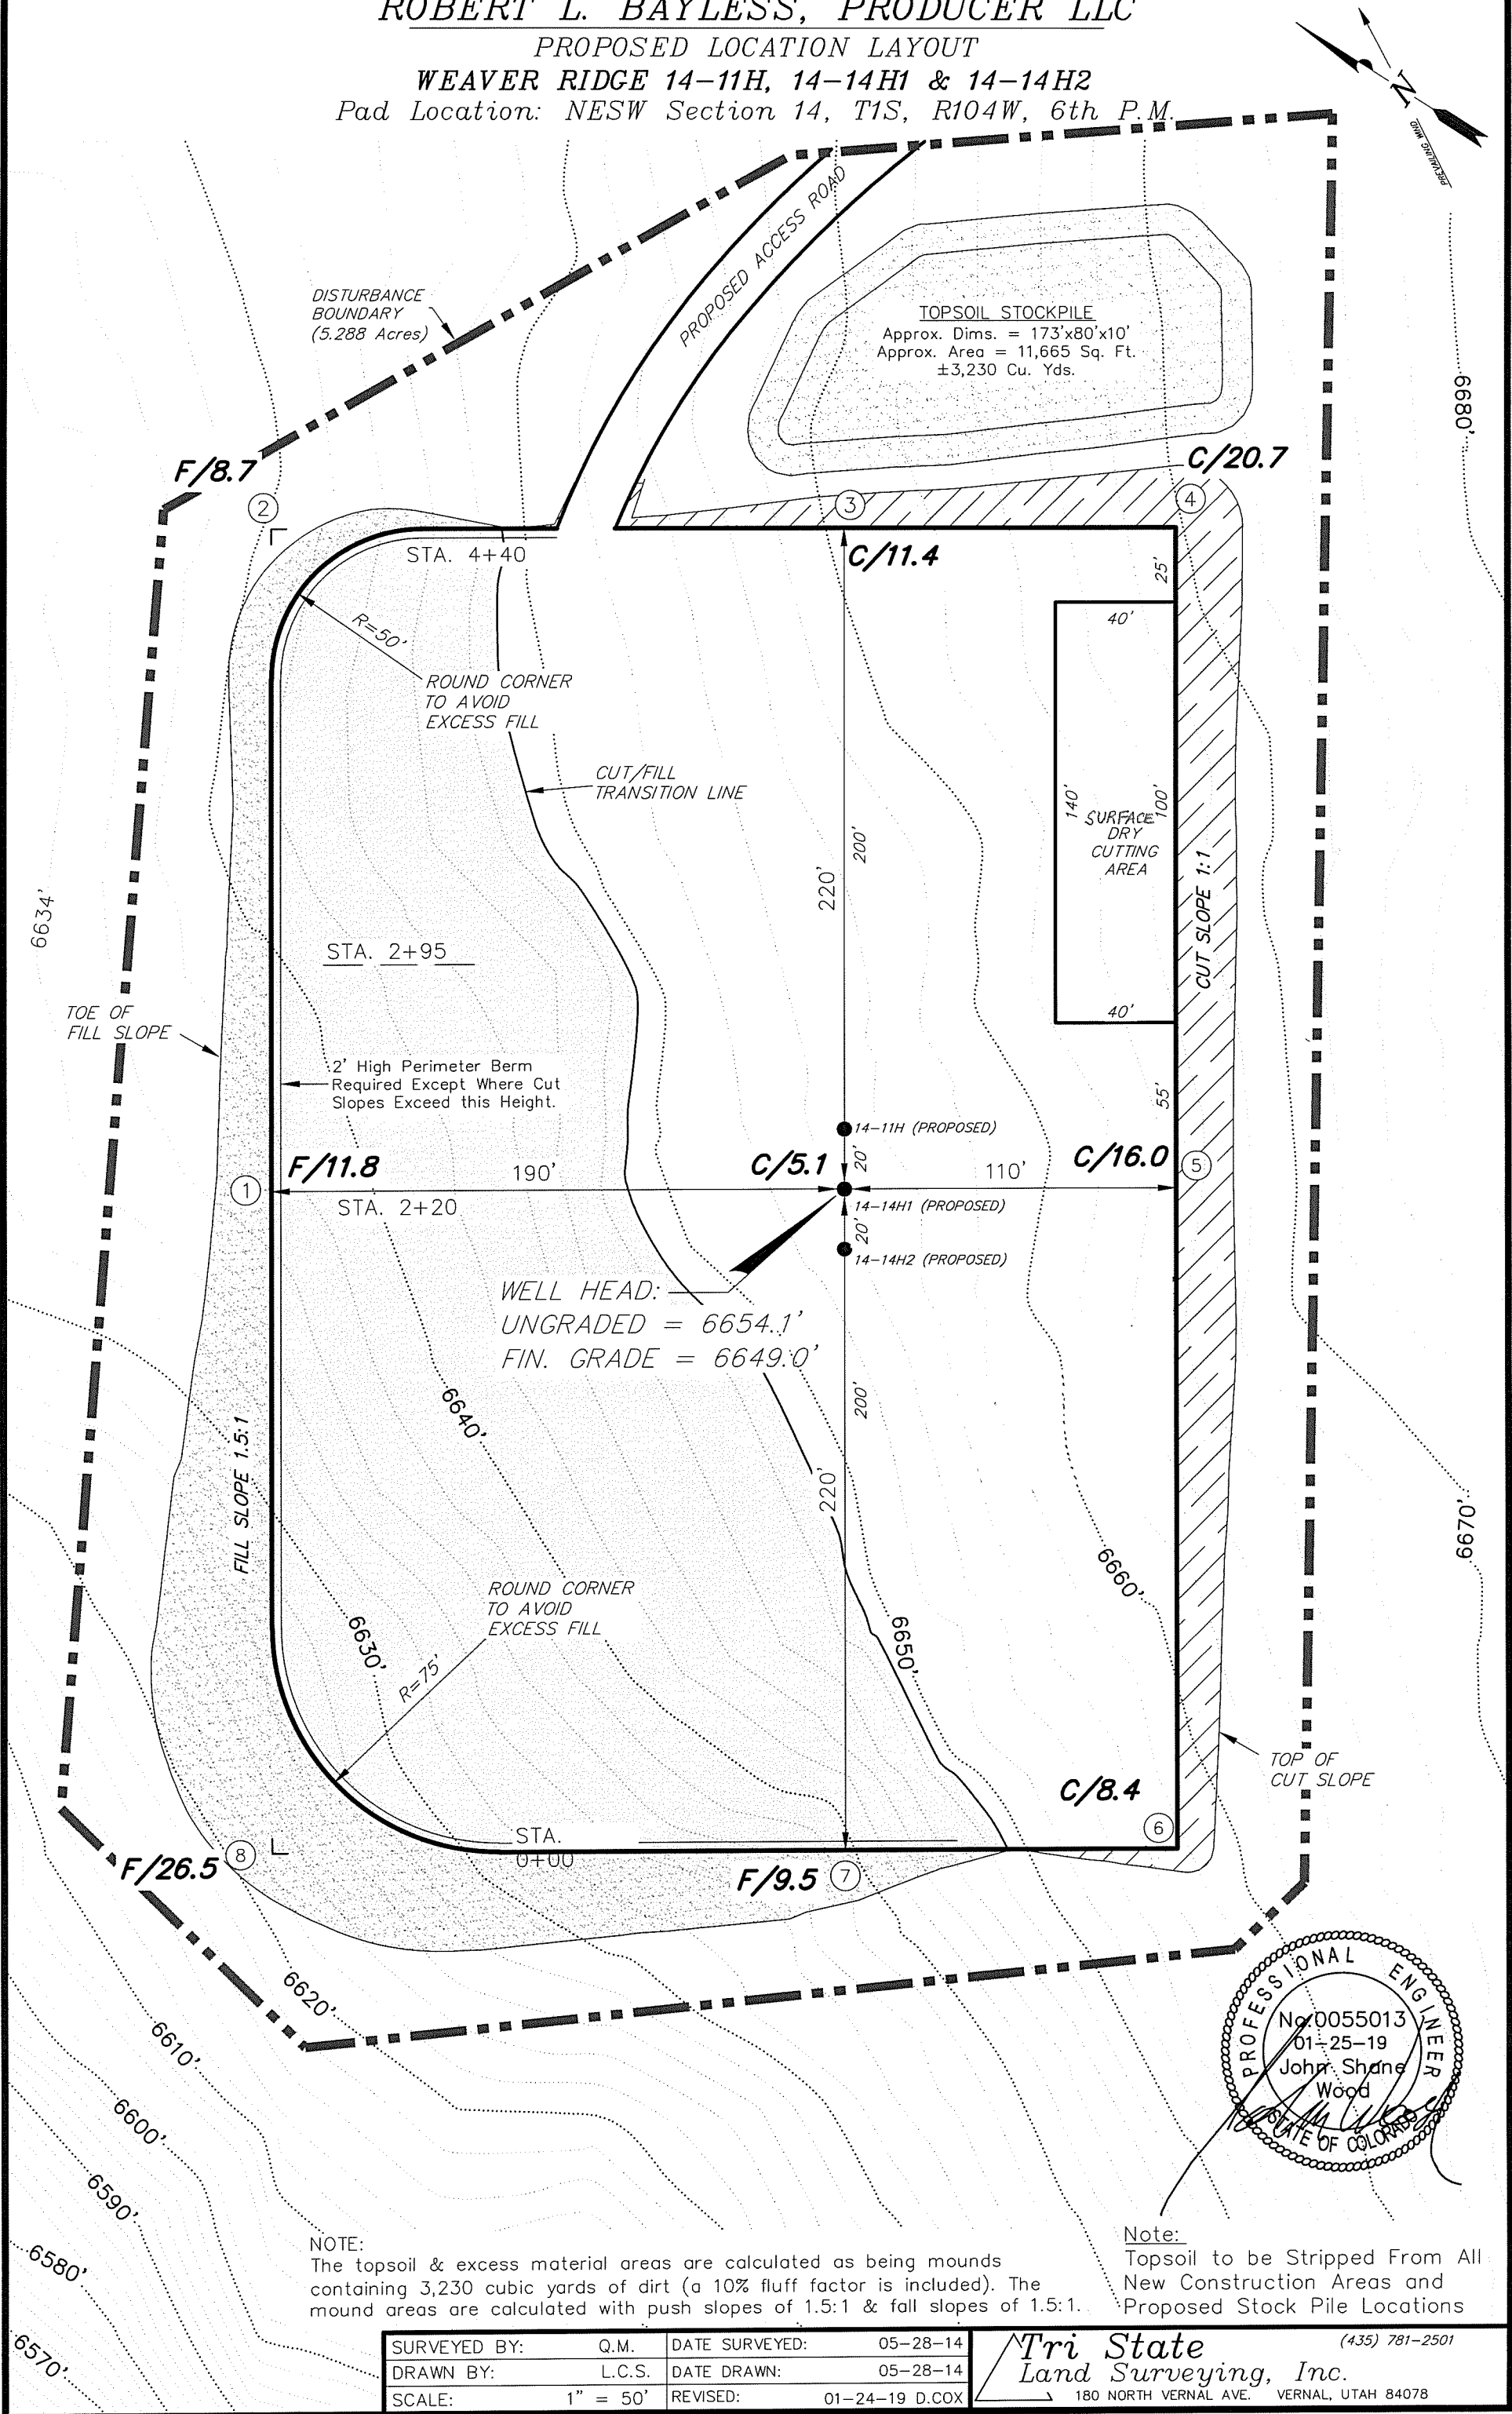 ROBERT L. BAYLESS, PRODUCER LLC
PROPOSED LOCATION LAYOUT
WEAVER RIDGE 14-11H, 14-14H1 & 14-14H2
Pad Location: NESW Section 14, T1S, R104W, 6th P.M.
N
PREVAILING WIND
PROPOSED ACCESS ROAD
DISTURBANCE
BOUNDARY
(5.288 Acres)
TOPSOIL STOCKPILE
Approx. Dims. = 173'x80'x10'
Approx. Area = 11,665 Sq. Ft.
±3,230 Cu. Yds.
6680'
F/8.7
2
C/20.7
3
4
STA. 4+40
C/11.4
25'
40'
R=50'
ROUND CORNER
TO AVOID
EXCESS FILL
CUT/FILL
TRANSITION LINE
200'
220'
140'
100'
SURFACE
DRY
CUTTING
AREA
CUT SLOPE 1:1
6634'
STA. 2+95
TOE OF
FILL SLOPE
40'
2' High Perimeter Berm
Required Except Where Cut
Slopes Exceed this Height.
55'
14-11H (PROPOSED)
F/11.8
190'
C/5.1
20'
110'
C/16.0
5
1
STA. 2+20
14-14H1 (PROPOSED)
20'
14-14H2 (PROPOSED)
WELL HEAD:
UNGRADED = 6654.1'
FIN. GRADE = 6649.0'
6640'
200'
FILL SLOPE 1.5:1
220'
6670'
6660'
ROUND CORNER
TO AVOID
EXCESS FILL
6630'
6650'
R=75'
TOP OF
CUT SLOPE
C/8.4
6
STA.
0+00
8
F/26.5
F/9.5
7
6620'
6610'
6600'
6590'
6580'
6570'
PROFESSIONAL ENGINEER
No.0055013
01-25-19
John Shane
Wood
STATE OF COLORADO
NOTE:
The topsoil & excess material areas are calculated as being mounds
containing 3,230 cubic yards of dirt (a 10% fluff factor is included). The
mound areas are calculated with push slopes of 1.5:1 & fall slopes of 1.5:1.
Note:
Topsoil to be Stripped From All
New Construction Areas and
Proposed Stock Pile Locations
SURVEYED BY: Q.M. DATE SURVEYED: 05-28-14
DRAWN BY: L.C.S. DATE DRAWN: 05-28-14
SCALE: 1" = 50' REVISED: 01-24-19 D.COX
Tri State (435) 781-2501
Land Surveying, Inc.
180 NORTH VERNAL AVE. VERNAL, UTAH 84078